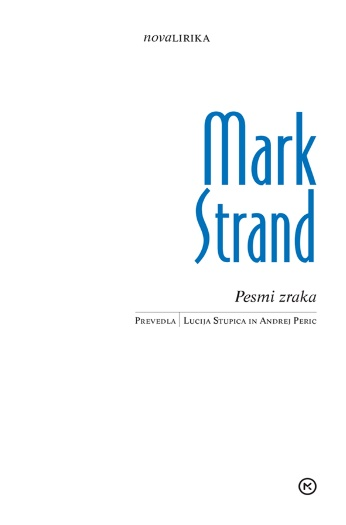 novaLIRIKA
Mark
Strand
Pesmi zraka
PREVEDLA | LUCIJA STUPICA IN ANDREJ PERIC